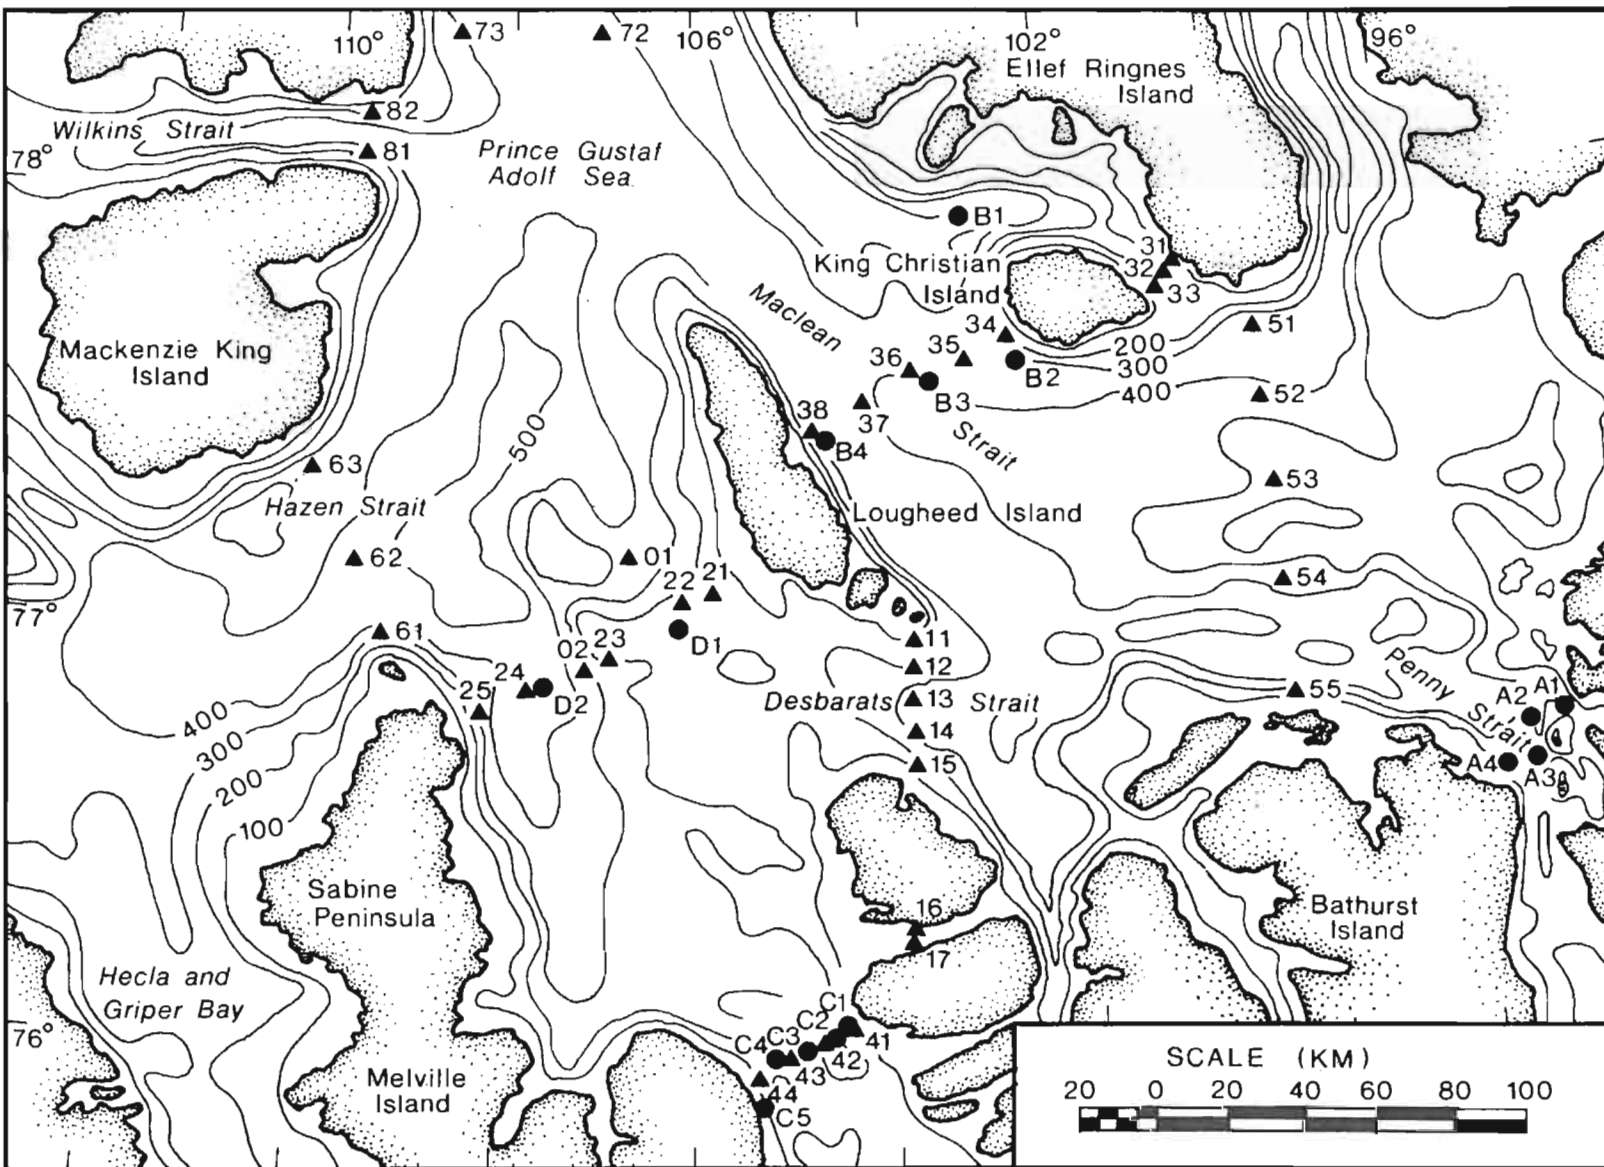 73
110°
72
106°
102°
96°
Ellef Ringnes
Island
82
Wilkins Strait
81
78°
Prince Gustaf
Adolf Sea
B1
31
32
33
King Christian
Island
Maclean
Strait
34
51
200
300
400
35
36
B2
B3
52
Mackenzie King
Island
37
38
B4
500
63
53
Hazen Strait
Lougheed Island
62
01
21
22
54
77°
61
23
02
D1
11
12
24
D2
25
13
Desbarats Strait
14
15
55
Penny
Strait
A1
A2
A3
A4
400
300
200
100
Sabine
Peninsula
16
17
Bathurst
Island
Hecla and
Griper Bay
76°
C1
C2
C3
C4
41
42
43
44
C5
Melville
Island
SCALE (KM)
20 0 20 40 60 80 100